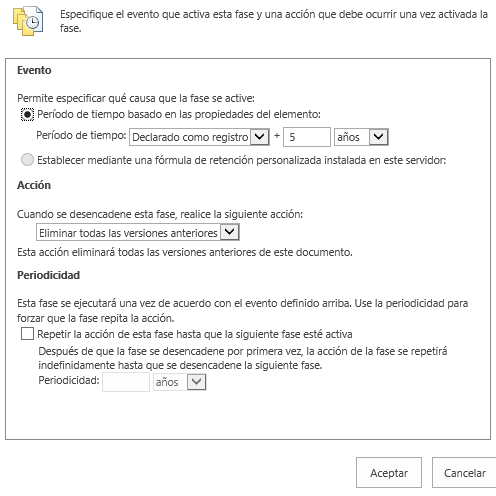 Especifique el evento que activa esta fase y una acción que debe ocurrir una vez activada la
fase.
Evento
Permite especificar qué causa que la fase se active:
Período de tiempo basado en las propiedades del elemento:
Período de tiempo: Declarado como registro + 5 años
Establecer mediante una fórmula de retención personalizada instalada en este servidor:
Acción
Cuando se desencadene esta fase, realice la siguiente acción:
Eliminar todas las versiones anteriores
Esta acción eliminará todas las versiones anteriores de este documento.
Periodicidad
Esta fase se ejecutará una vez de acuerdo con el evento definido arriba. Use la periodicidad para
forzar que la fase repita la acción.
Repetir la acción de esta fase hasta que la siguiente fase esté activa
Después de que la fase se desencadene por primera vez, la acción de la fase se repetirá
indefinidamente hasta que se desencadene la siguiente fase.
Periodicidad: años
Aceptar Cancelar